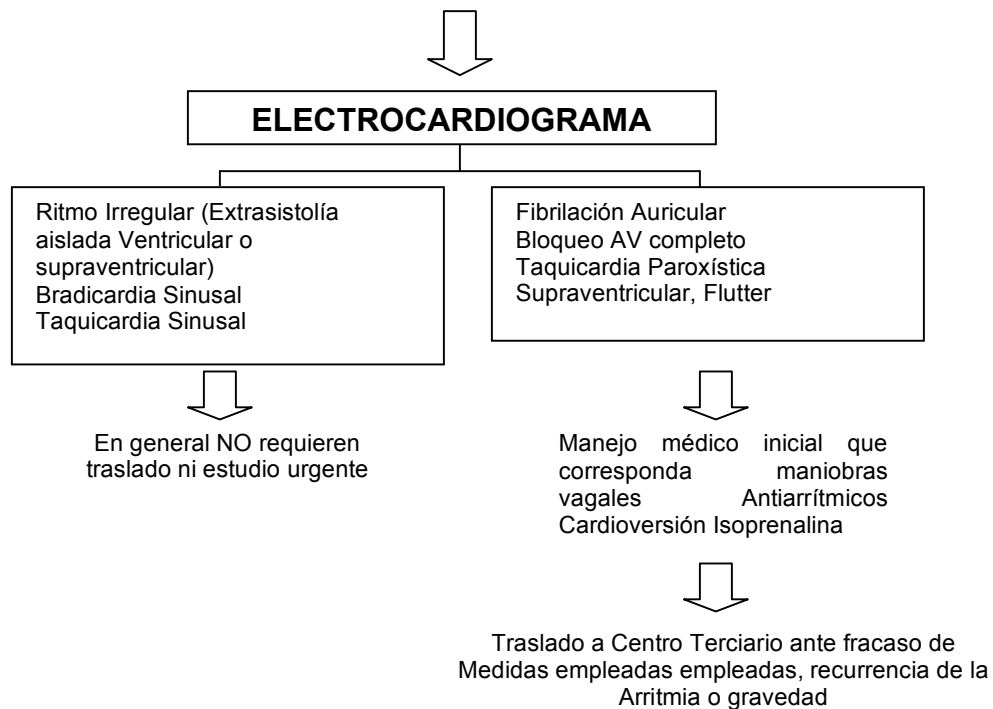 ELECTROCARDIOGRAMA
Ritmo Irregular (Extrasistolía
aislada Ventricular o
supraventricular)
Bradicardia Sinusal
Taquicardia Sinusal
Fibrilación Auricular
Bloqueo AV completo
Taquicardia Paroxística
Supraventricular, Flutter
En general NO requieren
traslado ni estudio urgente
Manejo médico inicial que
corresponda maniobras
vagales Antiarrítmicos
Cardioversión Isoprenalina
Traslado a Centro Terciario ante fracaso de
Medidas empleadas empleadas, recurrencia de la
Arritmia o gravedad